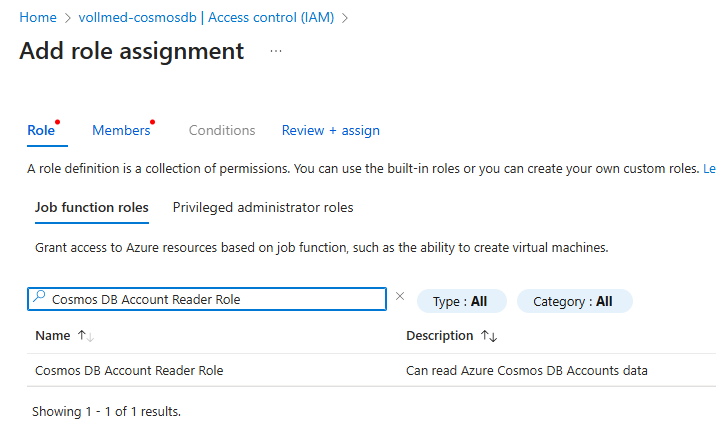 Home > vollmed-cosmosdb | Access control (IAM) >
Add role assignment ...
Role Members Conditions Review + assign
A role definition is a collection of permissions. You can use the built-in roles or you can create your own custom roles. Le
Job function roles Privileged administrator roles
Grant access to Azure resources based on job function, such as the ability to create virtual machines.
Cosmos DB Account Reader Role Type : All Category : All
Name ↑↓ Description ↑↓
Cosmos DB Account Reader Role Can read Azure Cosmos DB Accounts data
Showing 1 - 1 of 1 results.